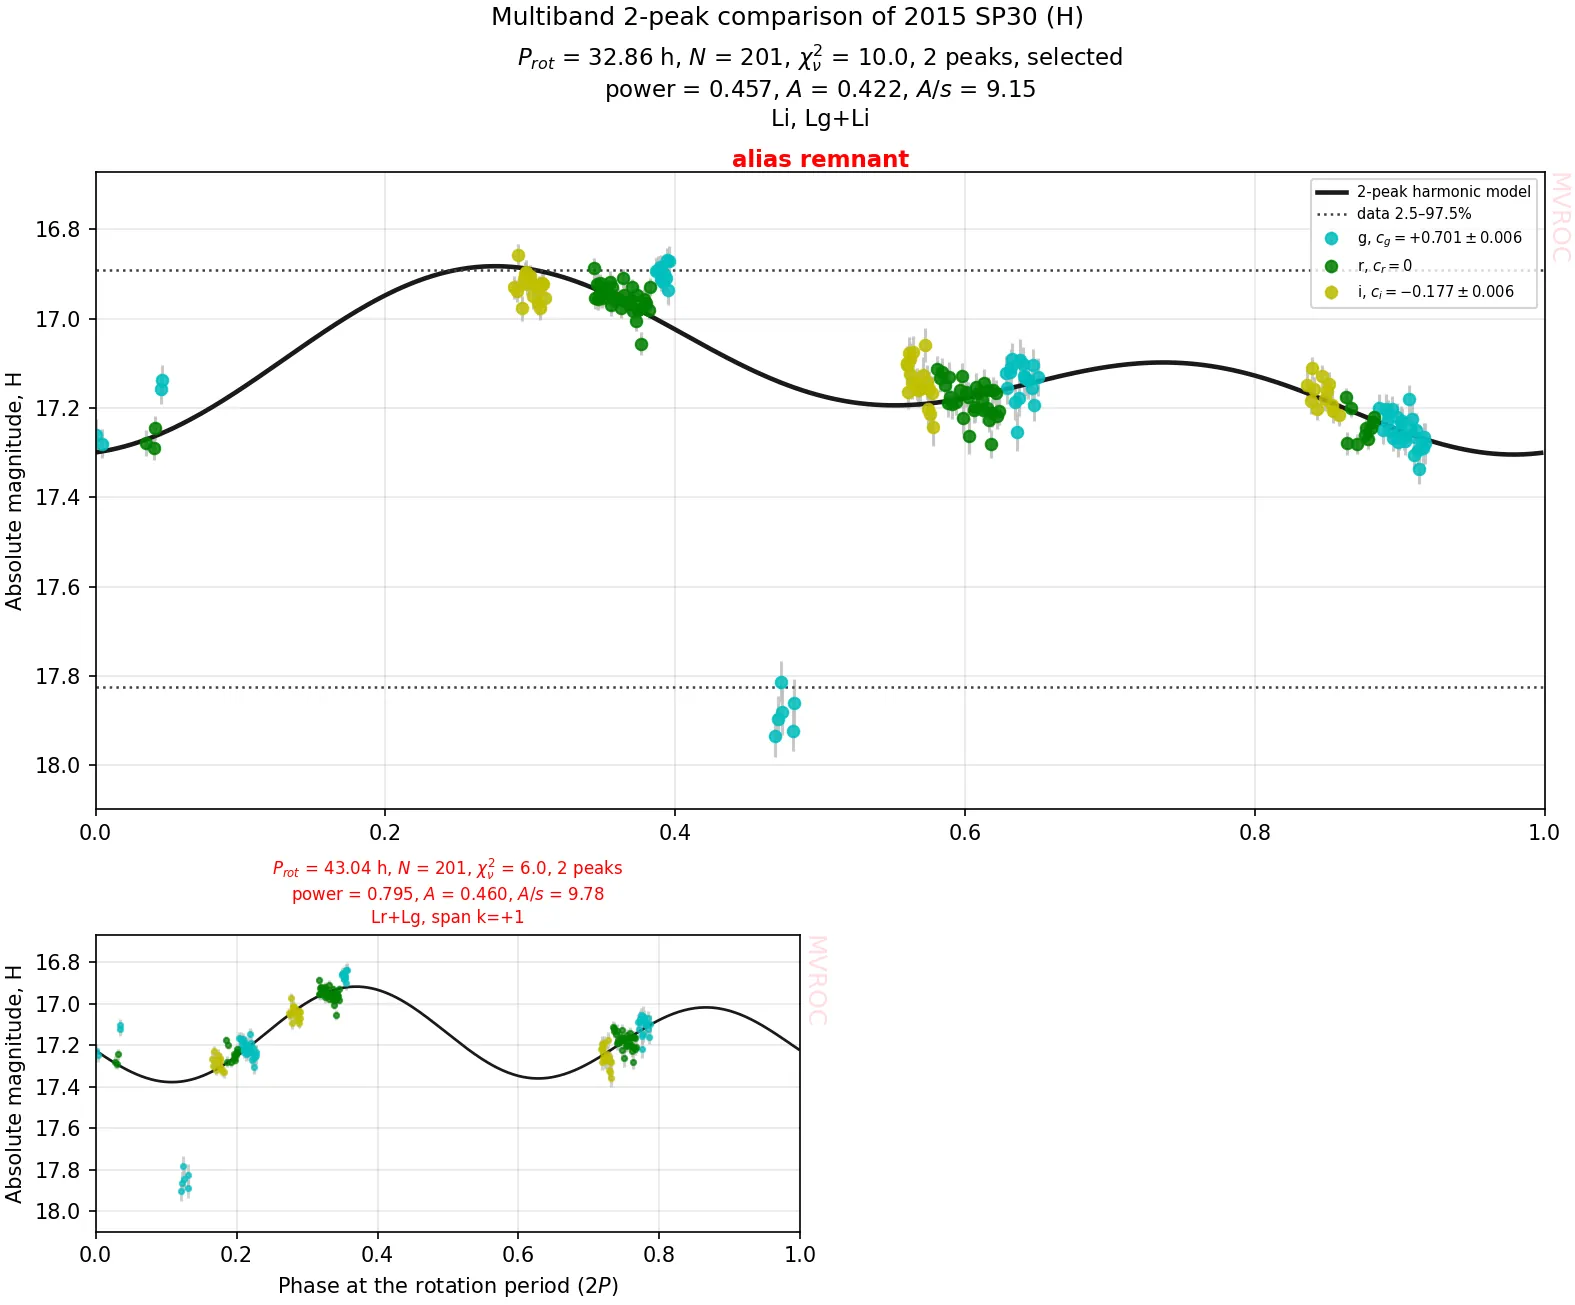 Multiband 2-peak comparison of 2015 SP30 (H)
P_rot = 32.86 h, N = 201, χ²_ν = 10.0, 2 peaks, selected
power = 0.457, A = 0.422, A/s = 9.15
Li, Lg+Li
alias remnant
MVROC
2-peak harmonic model
data 2.5–97.5%
g, c_g = +0.701 ± 0.006
r, c_r = 0
i, c_i = −0.177 ± 0.006
Absolute magnitude, H
16.8
17.0
17.2
17.4
17.6
17.8
18.0
0.0 0.2 0.4 0.6 0.8 1.0
P_rot = 43.04 h, N = 201, χ²_ν = 6.0, 2 peaks
power = 0.795, A = 0.460, A/s = 9.78
Lr+Lg, span k=+1
MVROC
Absolute magnitude, H
16.8
17.0
17.2
17.4
17.6
17.8
18.0
0.0 0.2 0.4 0.6 0.8 1.0
Phase at the rotation period (2P)